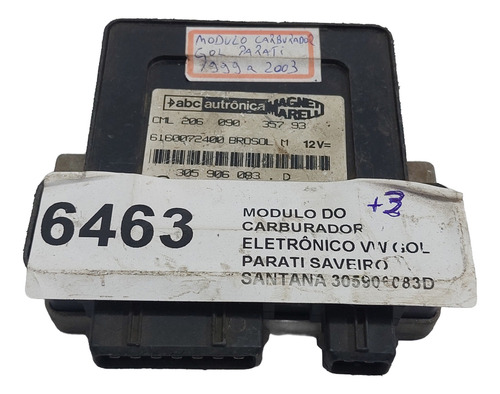 MODULO CARBURADOR
GOL PARATI
1999 a 2003
abc autrônica MAGNETI MARELLI
CML 206 090 357 93
6160072400 BROSOL M 12V=
305 906 083 . D
6463
+3
MODULO DO
CARBURADOR
ELETRÔNICO VW GOL
PARATI SAVEIRO
SANTANA 305906083D